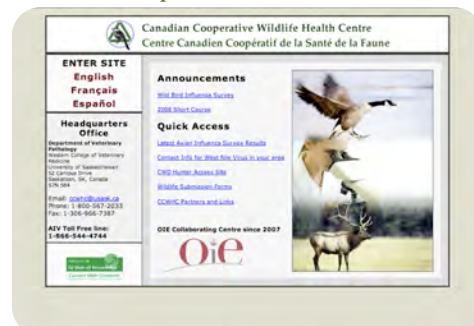 Canadian Cooperative Wildlife Health Centre
Centre Canadien Coopératif de la Santé de la Faune
ENTER SITE
English
Français
Español
Headquarters
Office
Department of Veterinary
Pathology
Western College of Veterinary
Medicine
University of Saskatchewan
52 Campus Drive
Saskatoon, SK, Canada
S7N 5B4
Email: ccwhc@usask.ca
Phone: 1-800-567-2033
Fax: 1-306-966-7387
AIV Toll Free line:
1-866-544-4744
Announcements
Wild Bird Influenza Survey
2008 Short Course
Quick Access
Latest Avian Influenza Survey Results
Contact Info for West Nile Virus in your area
CWD Hunter Access Site
Wildlife Submission Forms
CCWHC Partners and Links
OIE Collaborating Centre since 2007
OiE